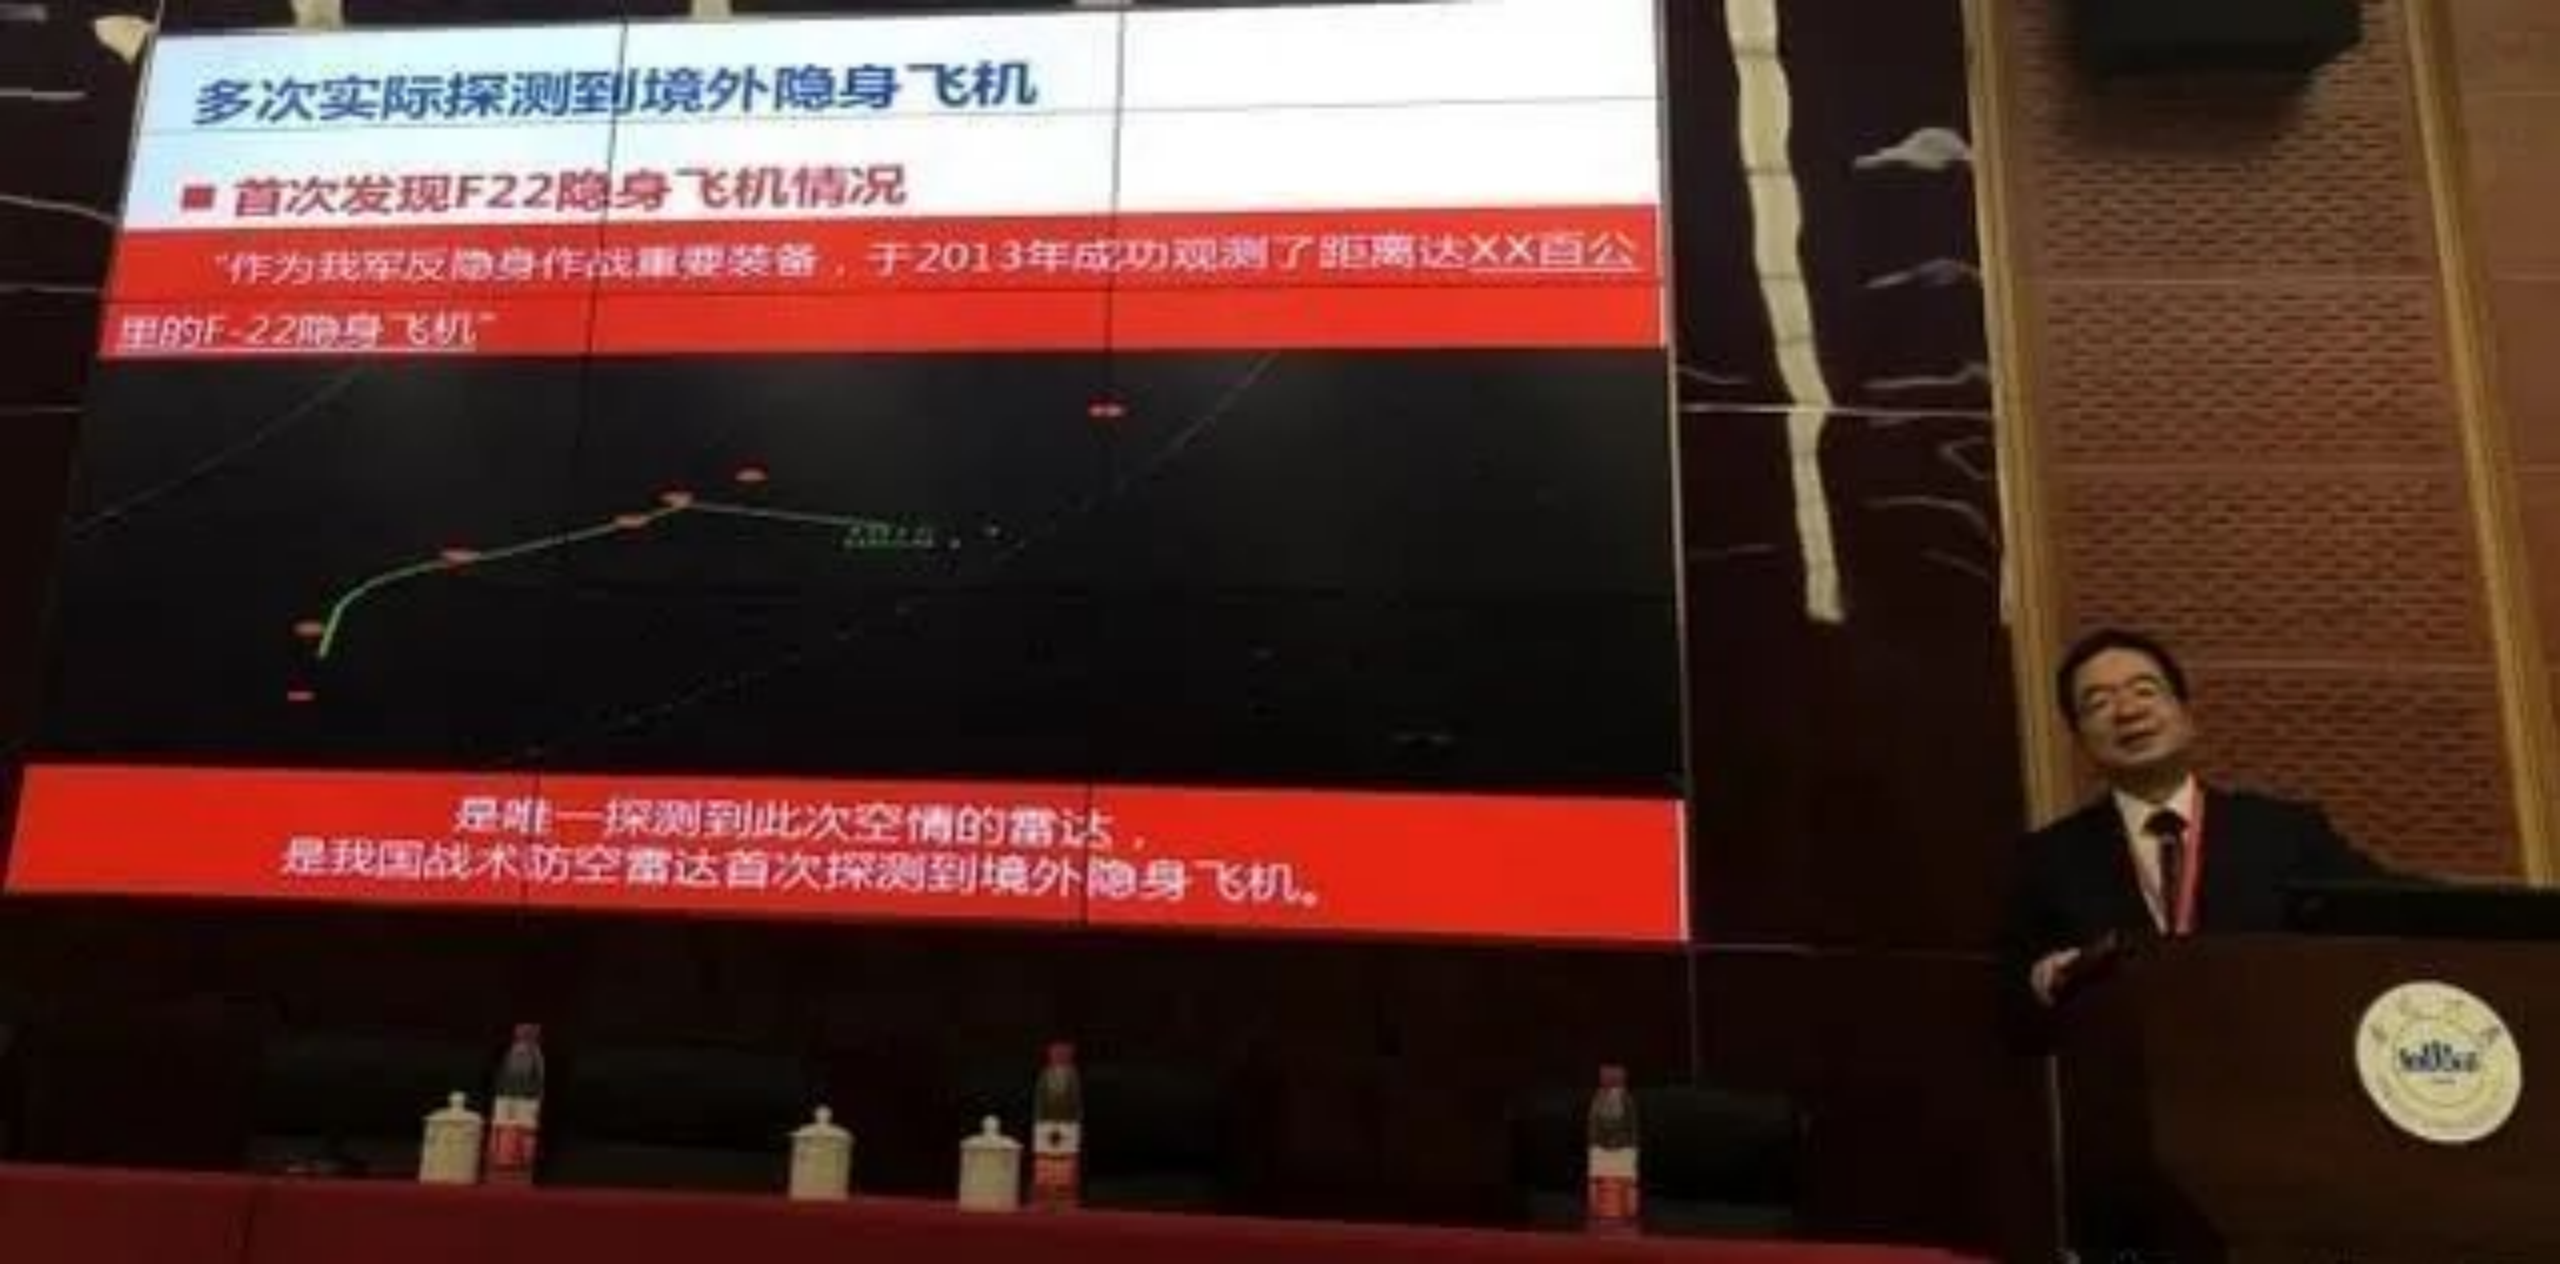 多次实际探测到境外隐身飞机
■ 首次发现F22隐身飞机情况
"作为我军反隐身作战重要装备，于2013年成功观测了距离达XX百公
里的F-22隐身飞机"
是唯一探测到此次空情的雷达，
是我国战术防空雷达首次探测到境外隐身飞机。